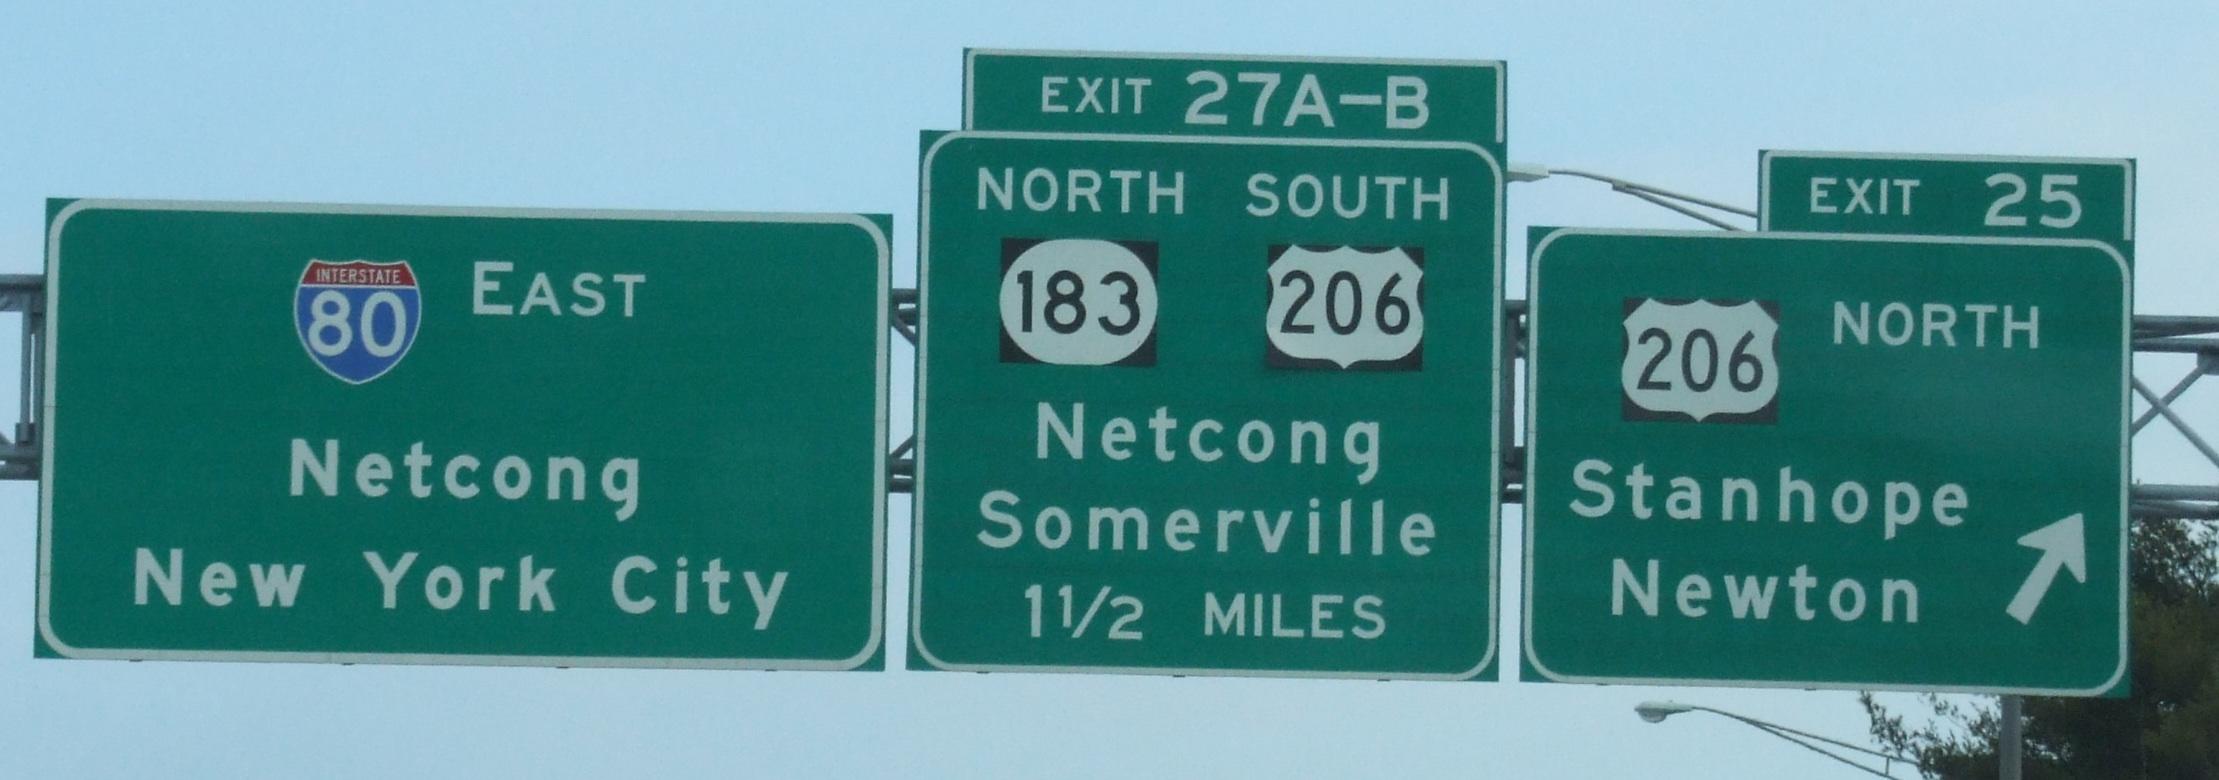 INTERSTATE
80 EAST
Netcong
New York City
EXIT 27A-B
NORTH SOUTH
183 206
Netcong
Somerville
1 1/2 MILES
EXIT 25
206 NORTH
Stanhope
Newton